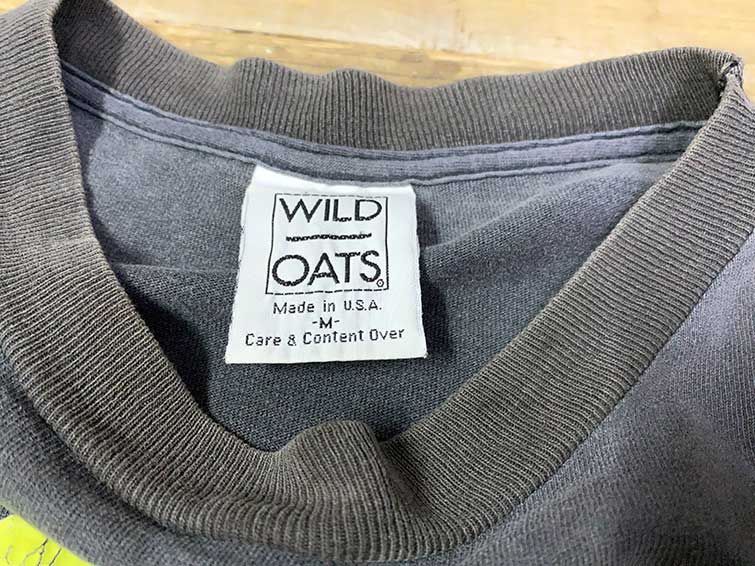 WILD
OATS®
Made in U.S.A.
-M-
Care & Content Over